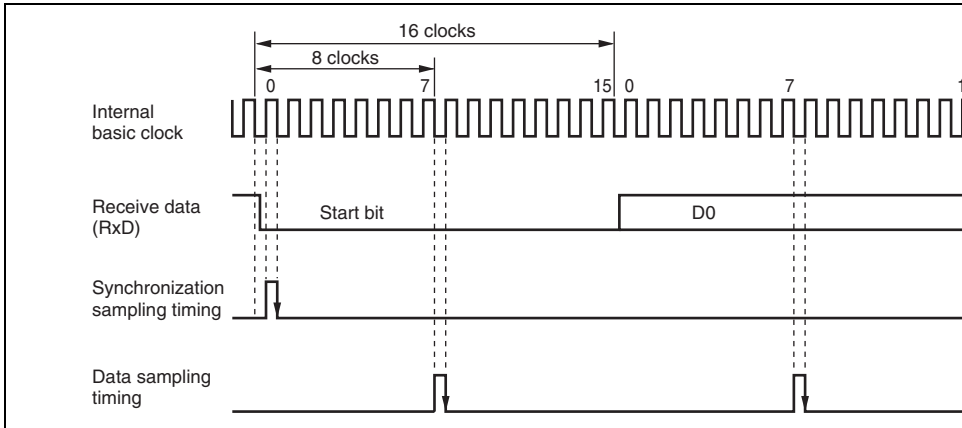 16 clocks
8 clocks
0 7 15 0 7 1
Internal
basic clock
Receive data
(RxD)
Start bit D0
Synchronization
sampling timing
Data sampling
timing